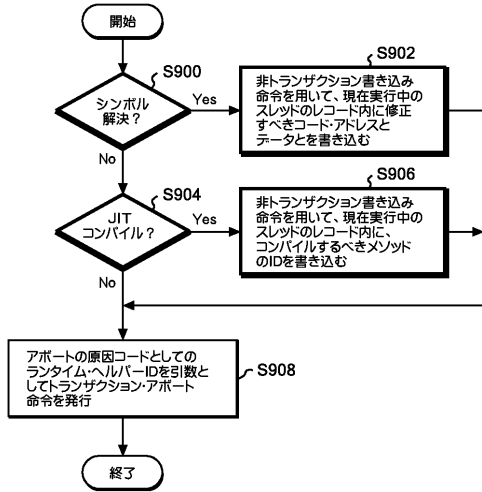 開始
S900
シンボル
解決？
Yes
No
S902
非トランザクション書き込み
命令を用いて、現在実行中の
スレッドのレコード内に修正
すべきコード・アドレスと
データとを書き込む
S904
JIT
コンパイル？
Yes
No
S906
非トランザクション書き込み
命令を用いて、現在実行中の
スレッドのレコード内に、
コンパイルするべきメソッド
のIDを書き込む
アボートの原因コードとしての
ランタイム・ヘルパーIDを引数と
してトランザクション・アボート
命令を発行
S908
終了